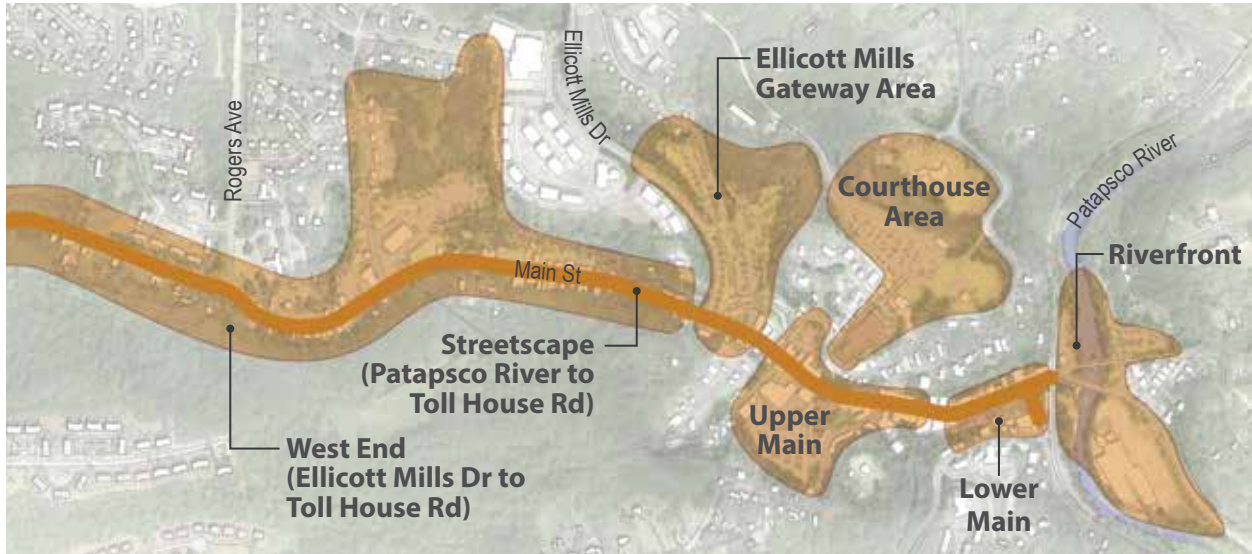 Rogers Ave
Ellicott Mills Dr
Ellicott Mills
Gateway Area
Courthouse
Area
Patapsco River
Riverfront
Main St
Streetscape
(Patapsco River to
Toll House Rd)
Upper
Main
West End
(Ellicott Mills Dr to
Toll House Rd)
Lower
Main